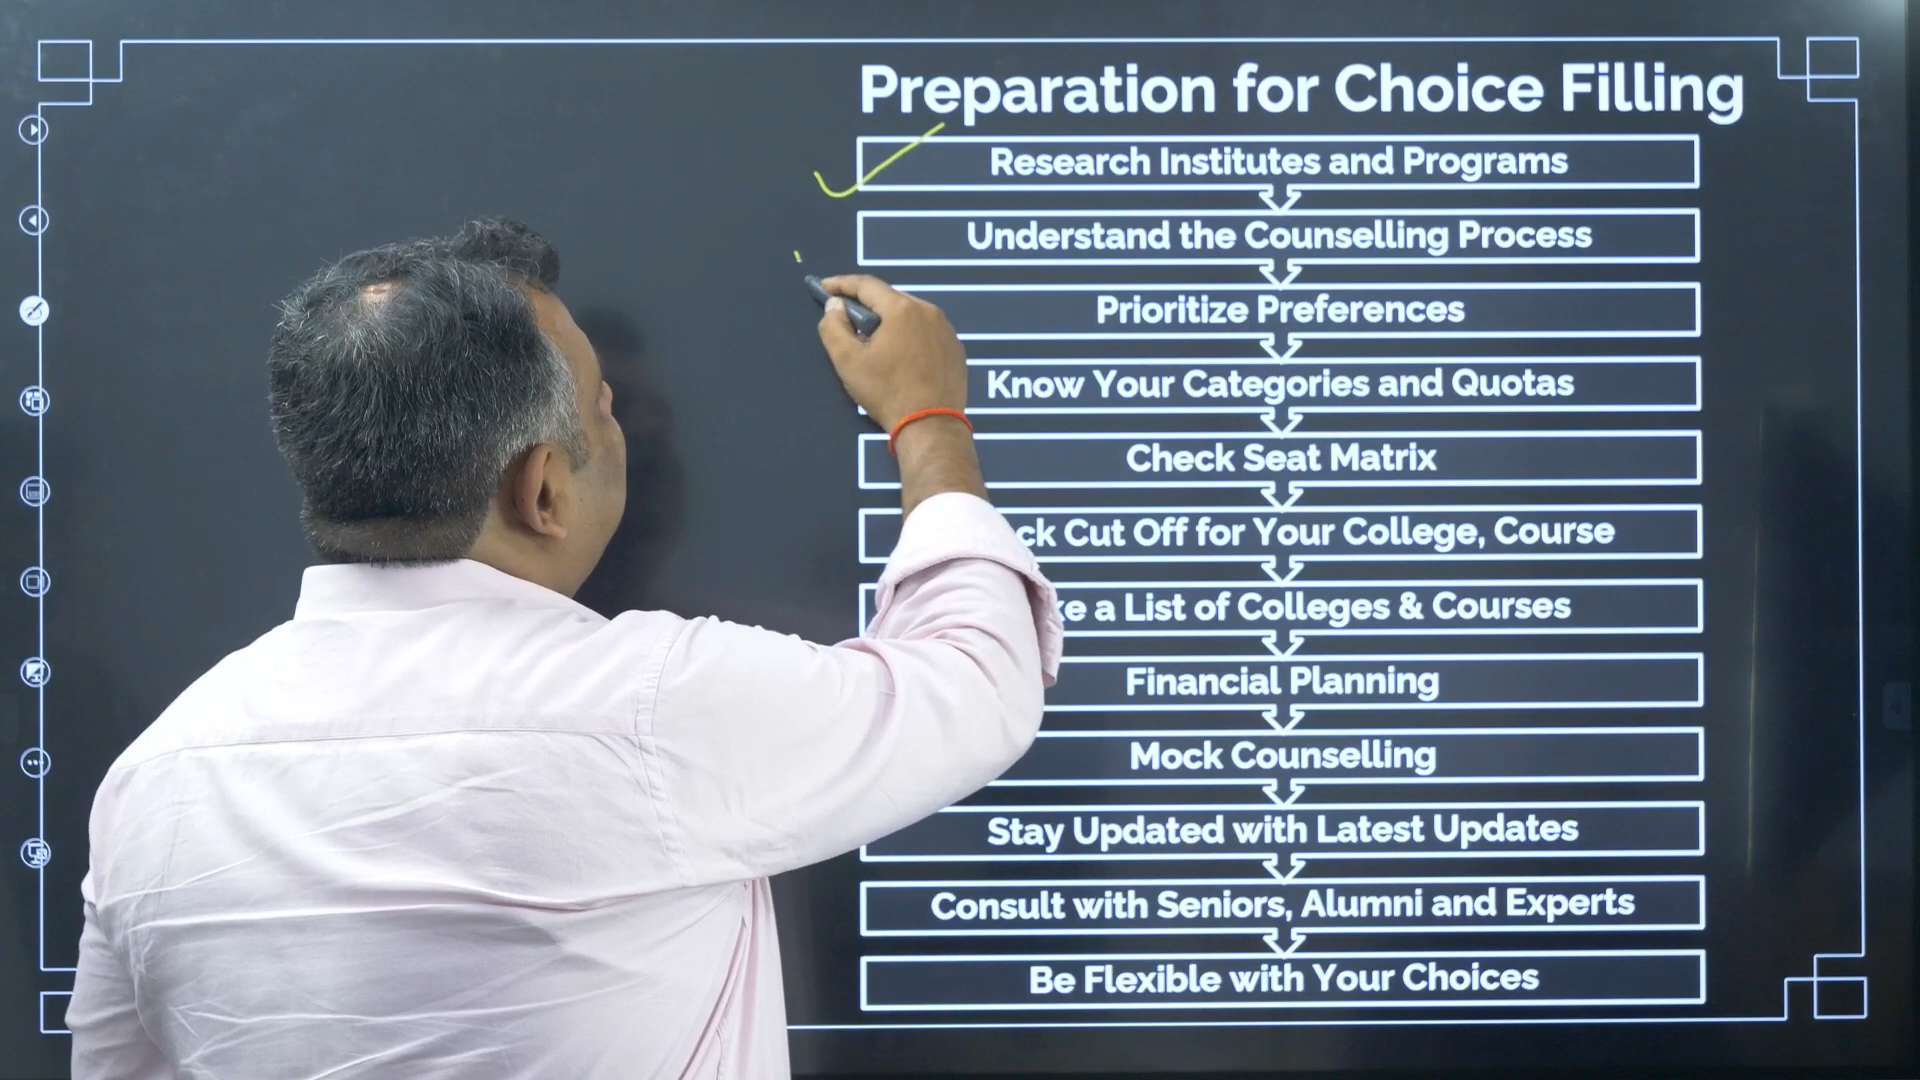 Preparation for Choice Filling
Research Institutes and Programs
Understand the Counselling Process
Prioritize Preferences
Know Your Categories and Quotas
Check Seat Matrix
Cut Off for Your College, Course
a List of Colleges & Courses
Financial Planning
Mock Counselling
Stay Updated with Latest Updates
Consult with Seniors, Alumni and Experts
Be Flexible with Your Choices